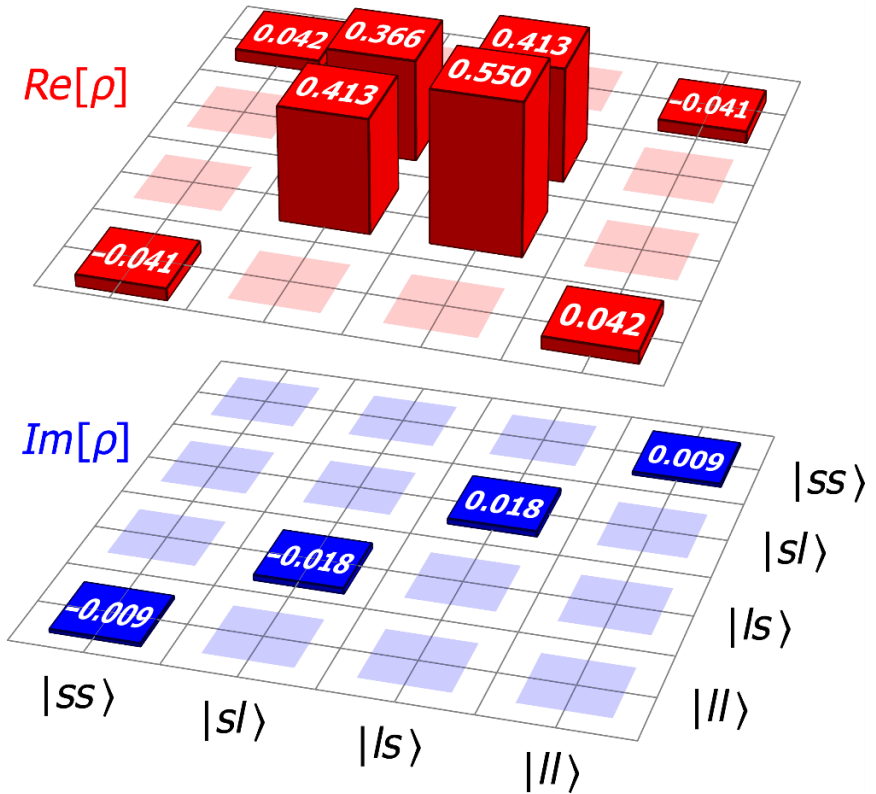 0.042
0.366
0.413
Re[ρ]
0.413
0.550
–0.041
–0.041
0.042
Im[ρ]
0.009
0.018
–0.018
–0.009
|ss⟩
|sl⟩
|ls⟩
|ll⟩
|ss⟩
|sl⟩
|ls⟩
|ll⟩